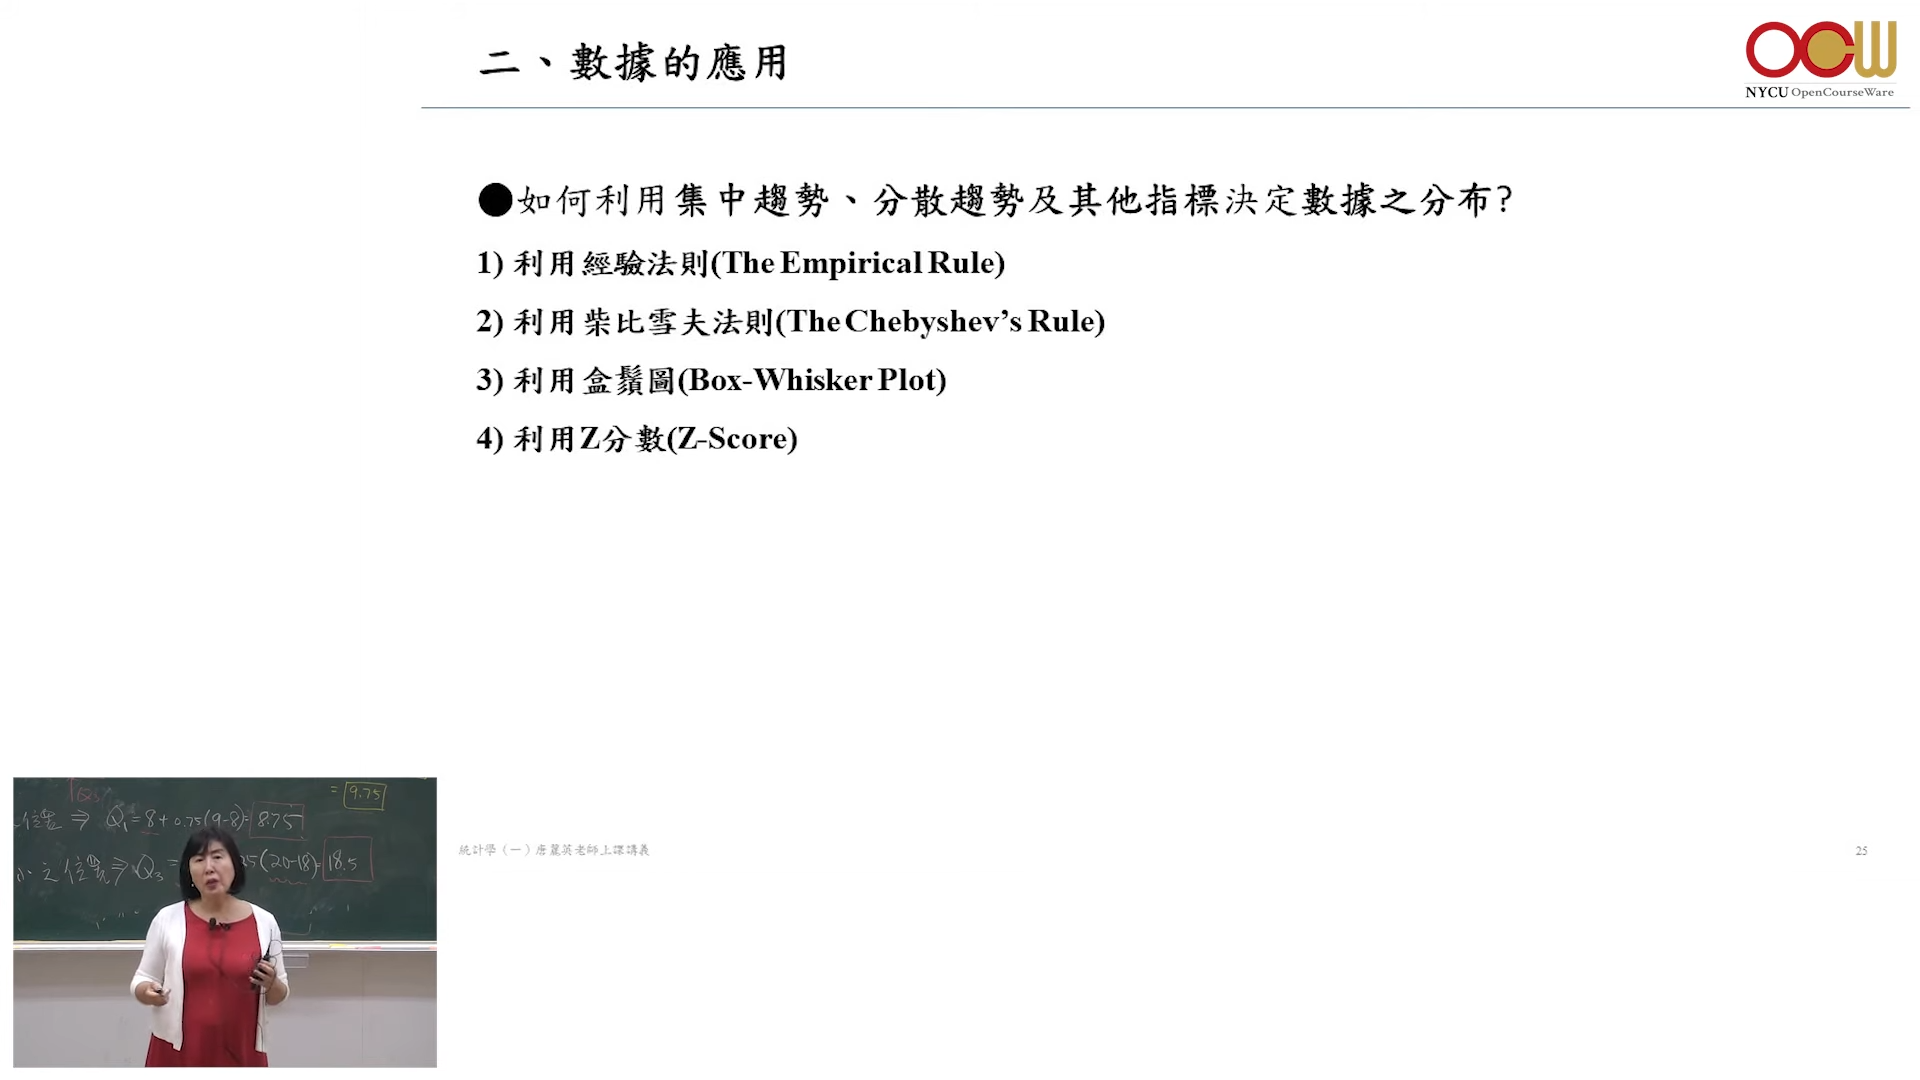 二、數據的應用
OCW
NYCU OpenCourseWare
●如何利用集中趨勢、分散趨勢及其他指標決定數據之分布?
1) 利用經驗法則(The Empirical Rule)
2) 利用柴比雪夫法則(The Chebyshev’s Rule)
3) 利用盒鬚圖(Box-Whisker Plot)
4) 利用Z分數(Z-Score)
= 9.75
位置 ⇒ Q₁=8+0.75(9-8)=8.75
之位置⇒Q₃ = 5(20-18)=18.5
統計學（一）唐麗英老師上課講義
25